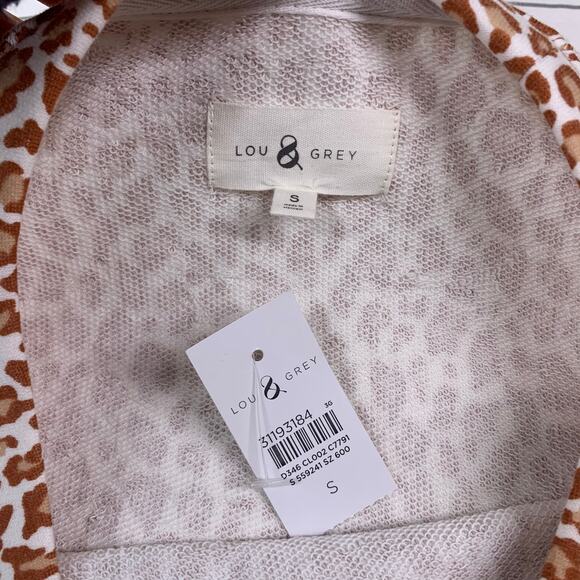 LOU & GREY
S
LOU & GREY
31193184 3G
D346 CL002 C7791
S 559241 SZ 600
S